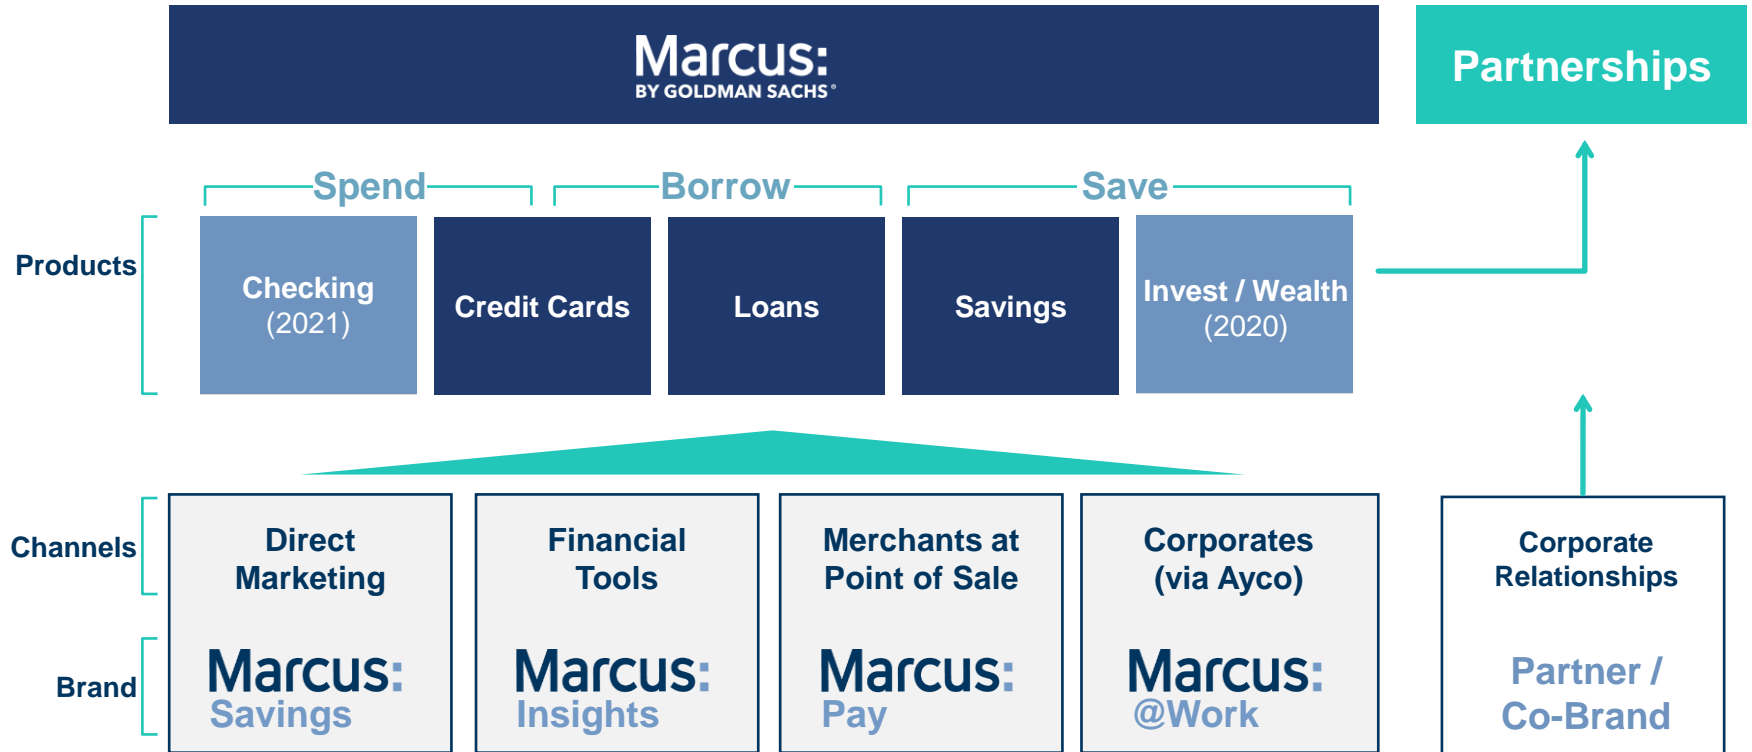 Marcus:
BY GOLDMAN SACHS®
Partnerships
Spend
Borrow
Save
Products
Checking
(2021)
Credit Cards
Loans
Savings
Invest / Wealth
(2020)
Channels
Direct
Marketing
Financial
Tools
Merchants at
Point of Sale
Corporates
(via Ayco)
Corporate
Relationships
Brand
Marcus:
Savings
Marcus:
Insights
Marcus:
Pay
Marcus:
@Work
Partner /
Co-Brand